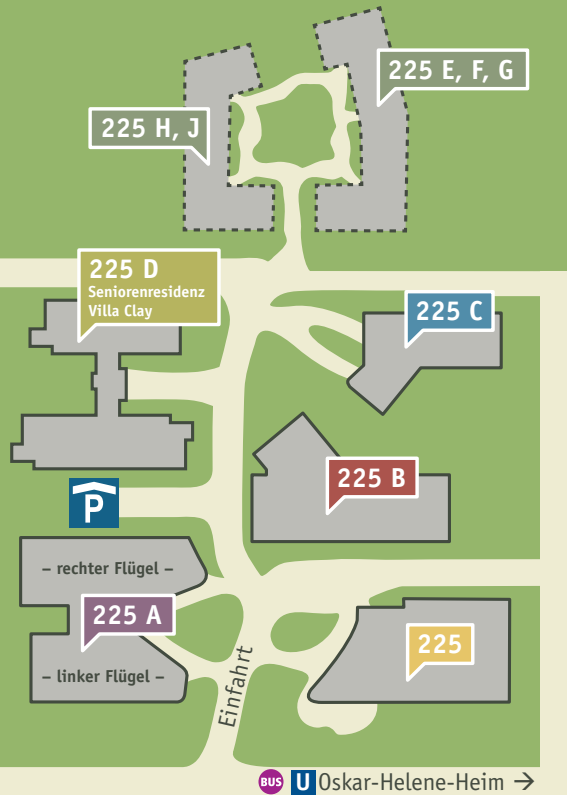 225 E, F, G
225 H, J
225 D
Seniorenresidenz
Villa Clay
225 C
225 B
P
– rechter Flügel –
225 A
225
– linker Flügel –
Einfahrt
BUS U Oskar-Helene-Heim →